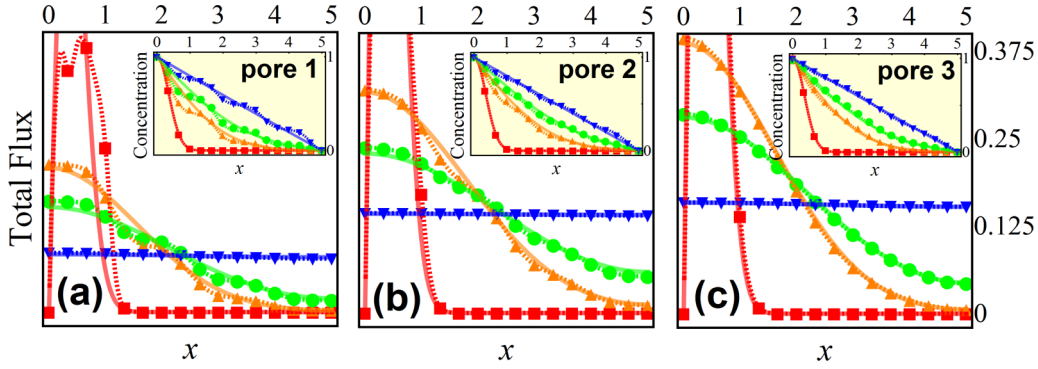 0 1 2 3 4 5
0 1 2 3 4 5
0 1 2 3 4 5
Total Flux
(a)
x
pore 1
Concentration
0 1 2 3 4 5
1
0
x
(b)
x
pore 2
Concentration
0 1 2 3 4 5
1
0
x
(c)
x
pore 3
Concentration
0 1 2 3 4 5
1
0
x
0.375
0.25
0.125
0